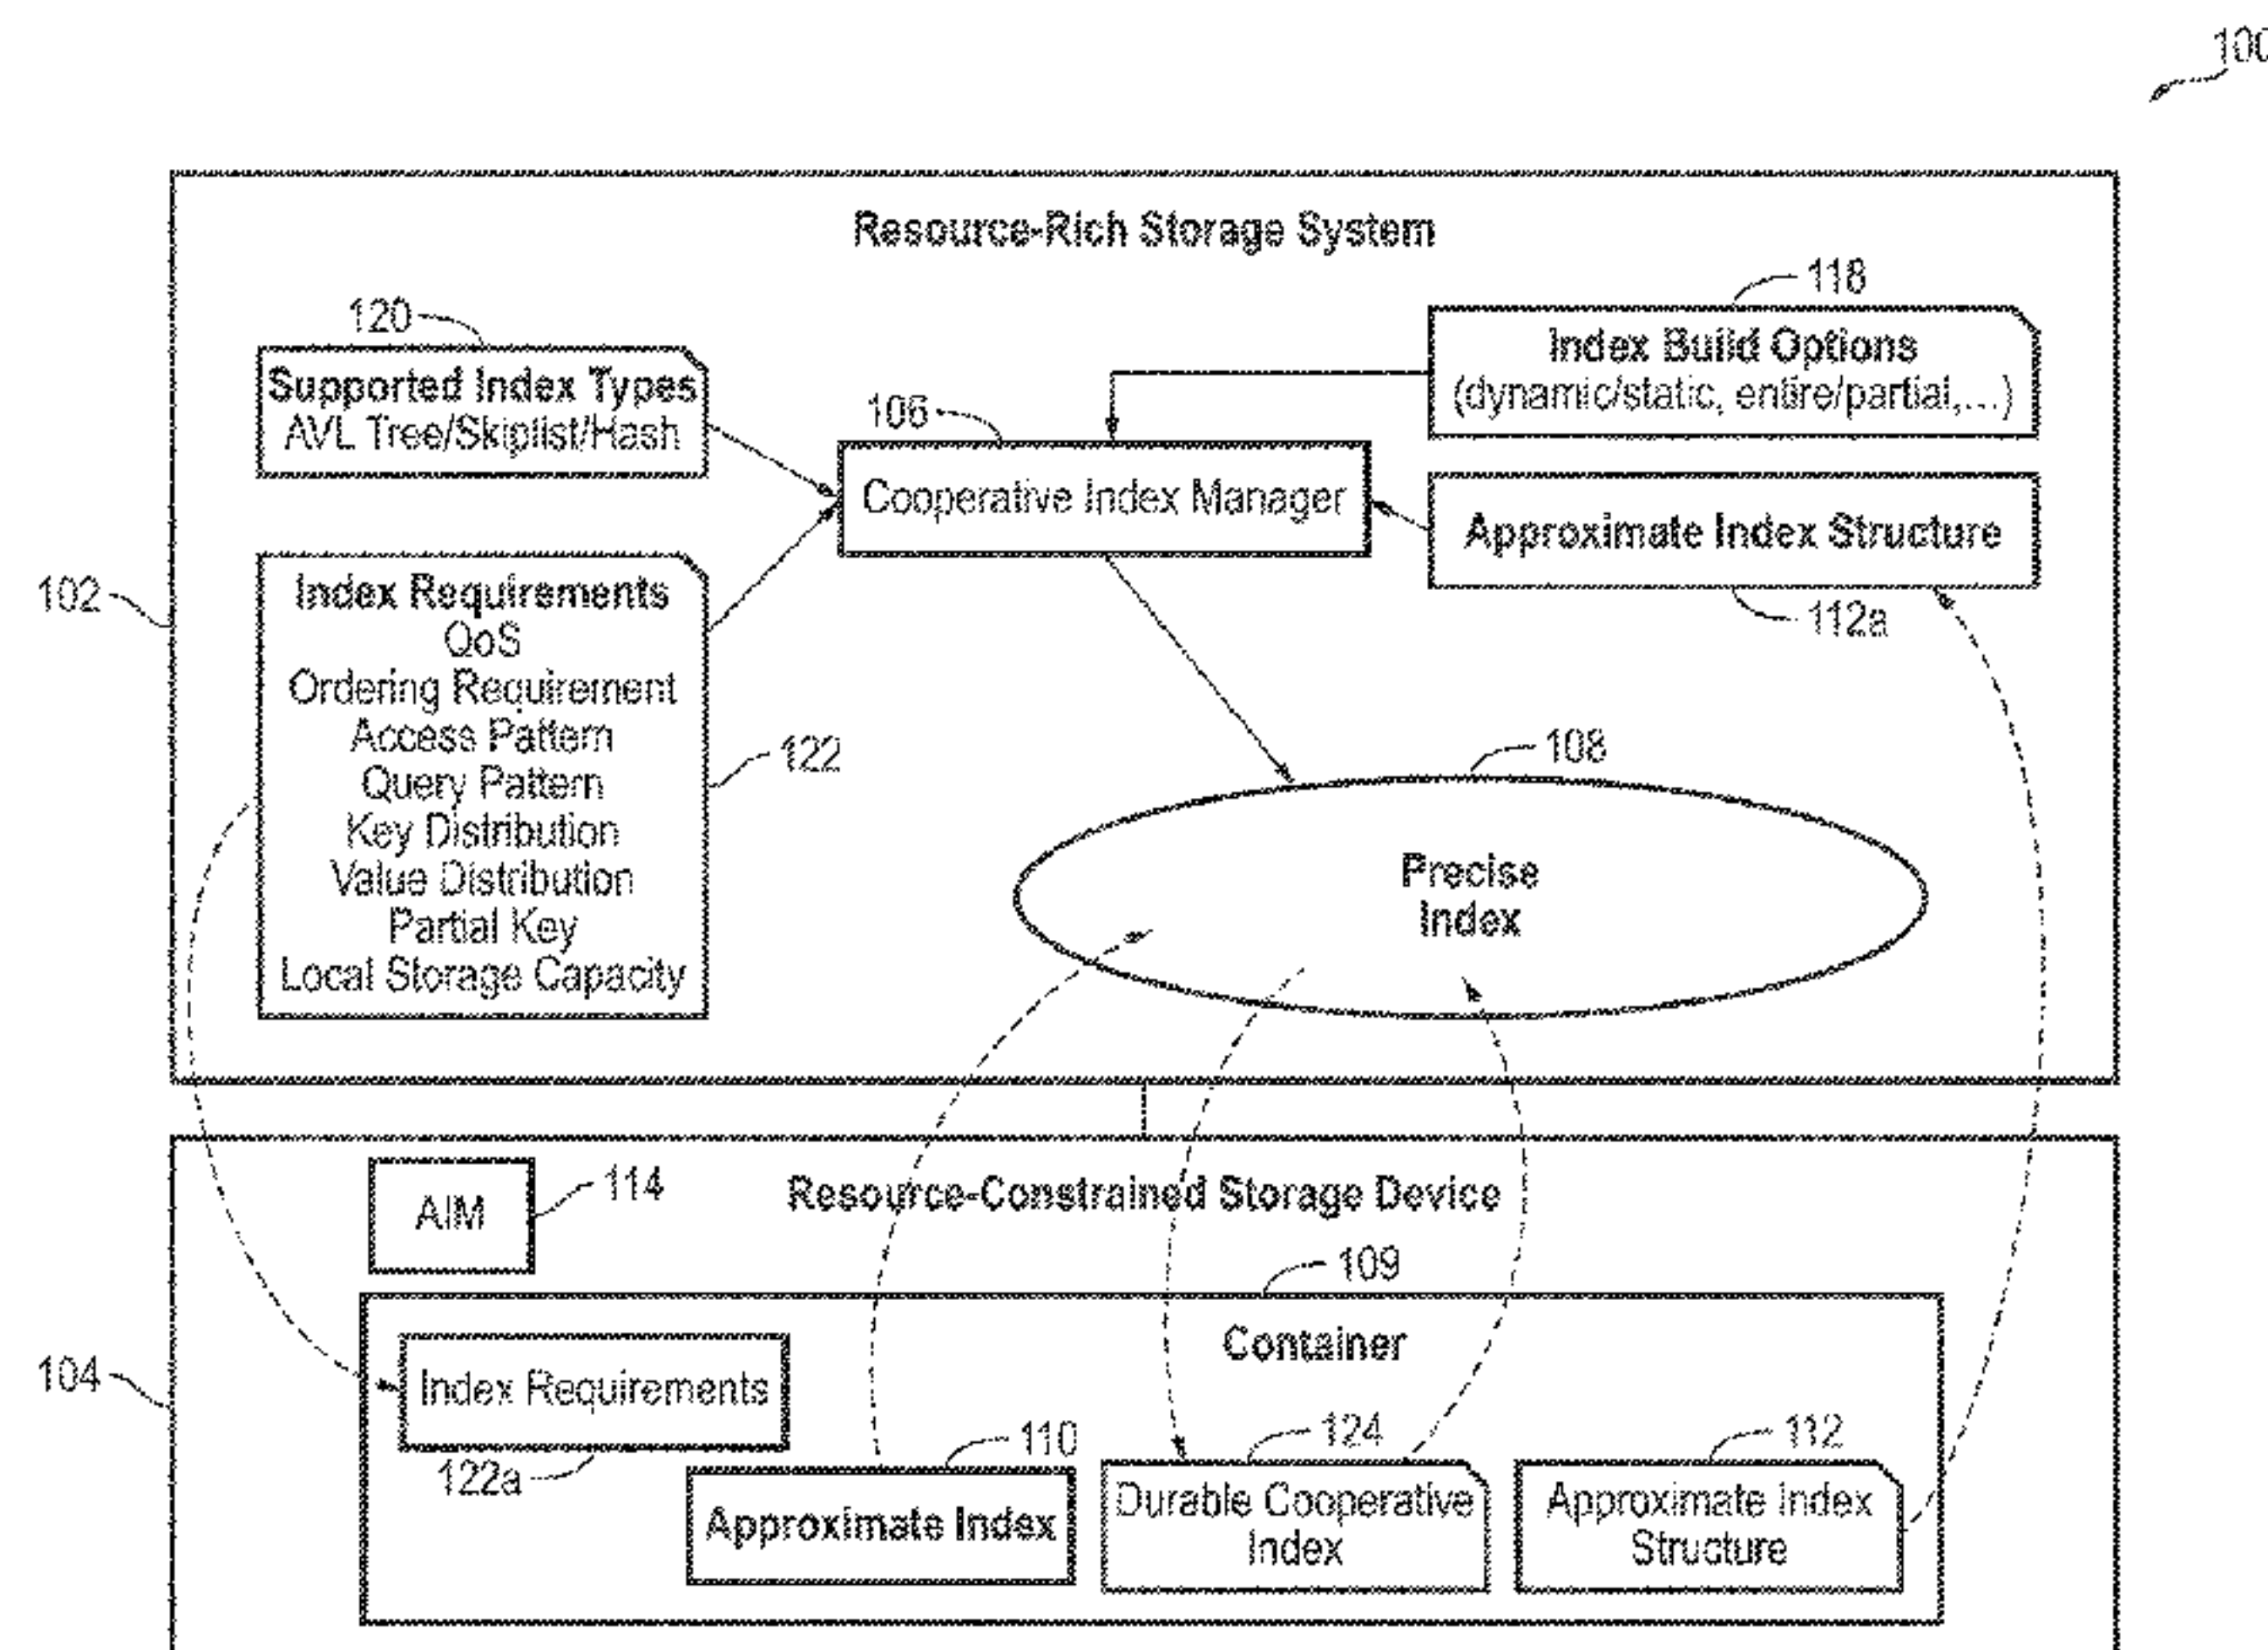 100
Resource-Rich Storage System
118
120
Index Build Options
(dynamic/static, entire/partial,...)
Supported Index Types
AVL Tree/Skiplist/Hash
106
Cooperative Index Manager
Approximate Index Structure
112a
102
Index Requirements
QoS
Ordering Requirement
Access Pattern
Query Pattern
Key Distribution
Value Distribution
Partial Key
Local Storage Capacity
122
108
Precise
Index
AIM
114
Resource-Constrained Storage Device
109
Container
104
Index Requirements
122a
110
Approximate Index
124
Durable Cooperative
Index
112
Approximate Index
Structure